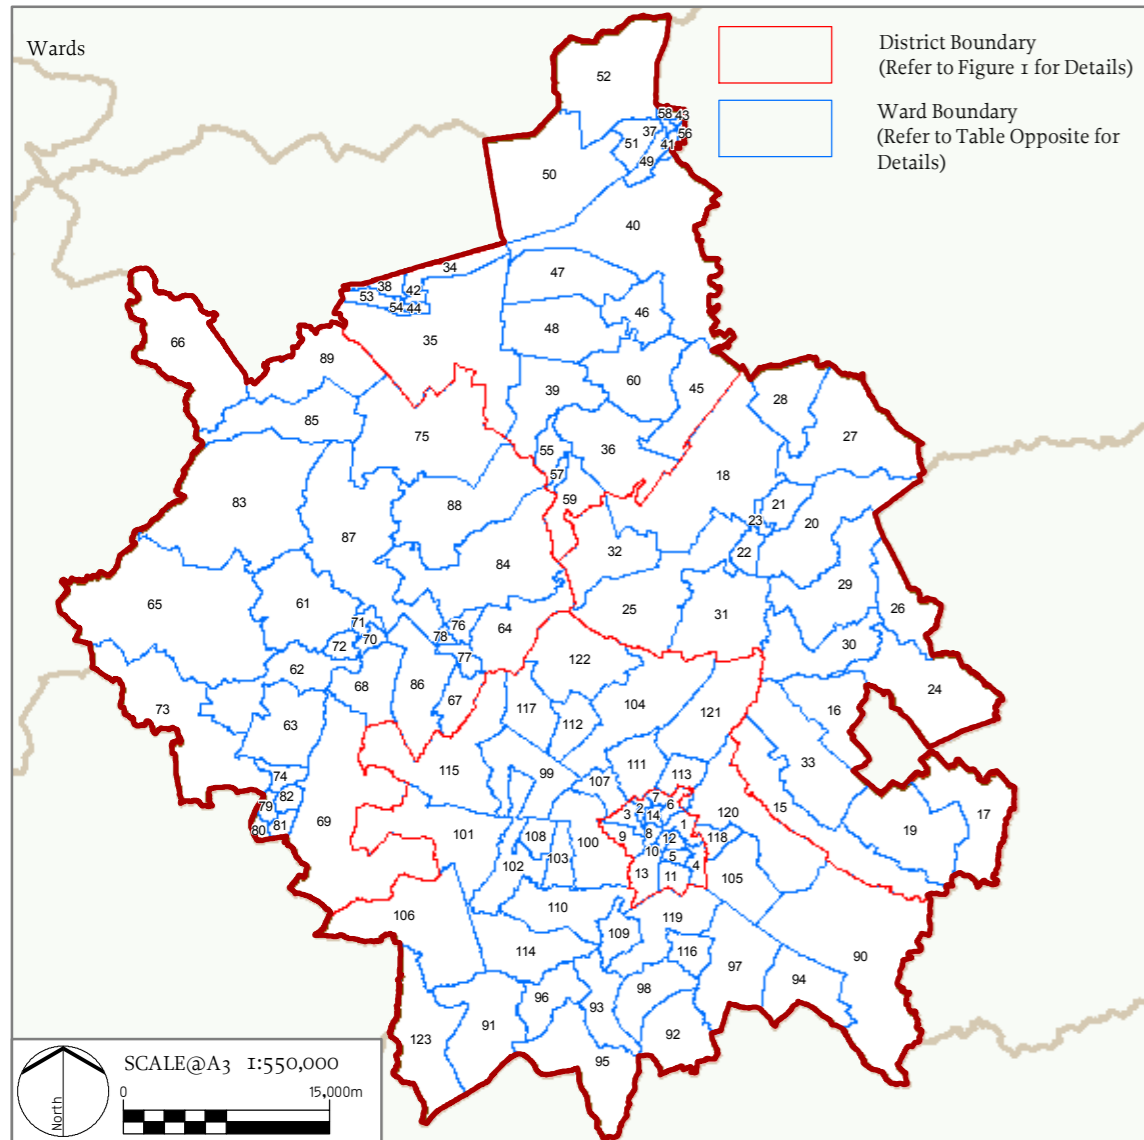 Wards
District Boundary
(Refer to Figure 1 for Details)
Ward Boundary
(Refer to Table Opposite for
Details)
52
58 43
37 56
51 41
49
50
40
34 47
38 42
53
54 44 46
48
35
66
89
60 45
39 28
85
75 27
55 36
57 18
83 88 59 21
23 20
87 32 22
84
29
65 61 25 31 26
71 76 64
72 70 78 30
77 122
62 24
68 86 67 104
73 117 121 16
63 112
115 99 111 33
74 107 113
79 82 7 15
3 2 14 6
80 81 69 1 120 19 17
101 108 100 9 8 12 118
103 10 5
102 13 11 4 105
106 110 119
109
114 116 90
97
98 94
96 93
91 92
123
95
North
SCALE@A3 1:550,000
0 15,000m